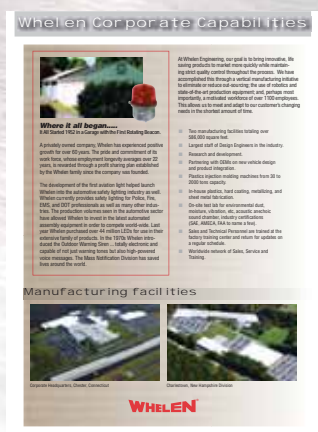 Whelen Corporate Capabilities
Where it all began.....
It All Started 1952 in a Garage with the First Rotating Beacon.
A privately owned company, Whelen has experienced positive
growth for over 60 years. The pride and commitment of its
work force, whose employment longevity averages over 22
years, is rewarded through a profit sharing plan established
by the Whelen family since the company was founded.
The development of the first aviation light helped launch
Whelen into the automotive safety lighting industry as well.
Whelen currently provides safety lighting for Police, Fire,
EMS, and DOT professionals as well as many other indus-
tries. The production volumes seen in the automotive sector
have allowed Whelen to invest in the latest automated
assembly equipment in order to compete world-wide. Last
year Whelen purchased over 44 million LEDs for use in their
extensive family of products. In the 1970s Whelen intro-
duced the Outdoor Warning Siren ... totally electronic and
capable of not just warning tones but also high-powered
voice messages. The Mass Notification Division has saved
lives around the world.
At Whelen Engineering, our goal is to bring innovative, life
saving products to market more quickly while maintain-
ing strict quality control throughout the process. We have
accomplished this through a vertical manufacturing initiative
to eliminate or reduce out-sourcing; the use of robotics and
state-of-the-art production equipment; and, perhaps most
importantly, a motivated workforce of over 1100 employees.
This allows us to meet and adapt to our customer's changing
needs in the shortest amount of time.
Two manufacturing facilities totaling over
580,000 square feet.
Largest staff of Design Engineers in the industry.
Research and development.
Partnering with OEMs on new vehicle design
and product integration.
Plastics injection molding machines from 30 to
2000 tons capacity.
In-house plastics, hard coating, metallizing, and
sheet metal fabrication.
On-site test lab for environmental dust,
moisture, vibration, etc. acoustic anechoic
sound chamber, industry certifications
(SAE, AMECA, FAA to name a few).
Sales and Technical Personnel are trained at the
factory training center and return for updates on
a regular schedule.
Worldwide network of Sales, Service and
Training.
Manufacturing facilities
Corporate Headquarters, Chester, Connecticut
Charlestown, New Hampshire Division
WHELEN